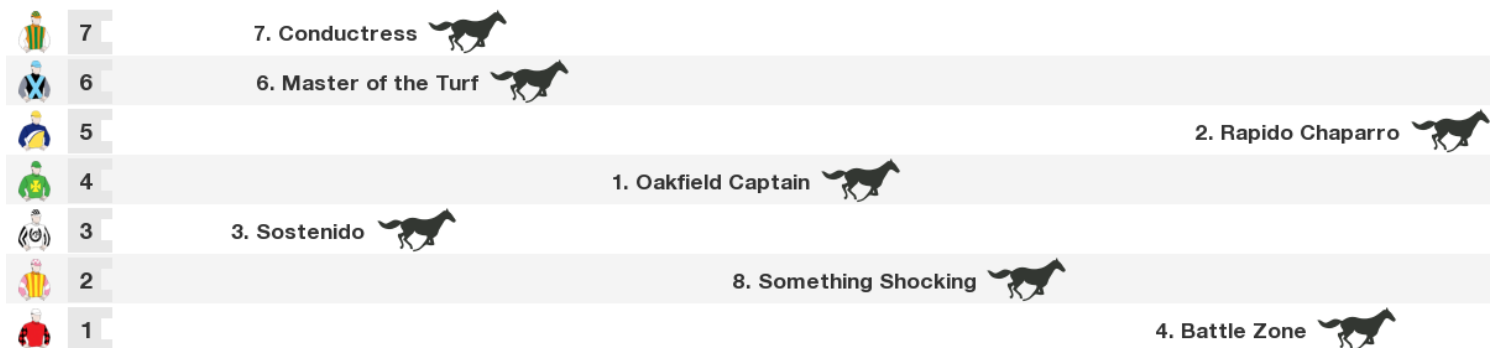 7 7. Conductress
6 6. Master of the Turf
5 2. Rapido Chaparro
4 1. Oakfield Captain
3 3. Sostenido
2 8. Something Shocking
1 4. Battle Zone